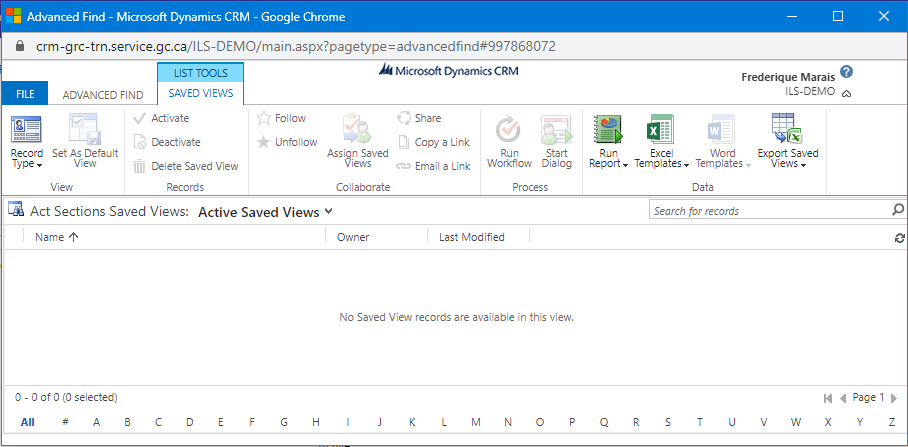 Advanced Find - Microsoft Dynamics CRM - Google Chrome
crm-grc-trn.service.gc.ca/ILS-DEMO/main.aspx?pagetype=advancedfind#997868072
Microsoft Dynamics CRM
Frederique Marais
ILS-DEMO
FILE ADVANCED FIND LIST TOOLS SAVED VIEWS
Record Type
Set As Default View
View
Activate
Deactivate
Delete Saved View
Records
Follow
Unfollow
Assign Saved Views
Share
Copy a Link
Email a Link
Collaborate
Run Workflow
Start Dialog
Process
Run Report
Excel Templates
Word Templates
Export Saved Views
Data
Act Sections Saved Views: Active Saved Views
Search for records
Name Owner Last Modified
No Saved View records are available in this view.
0 - 0 of 0 (0 selected) Page 1
All # A B C D E F G H I J K L M N O P Q R S T U V W X Y Z